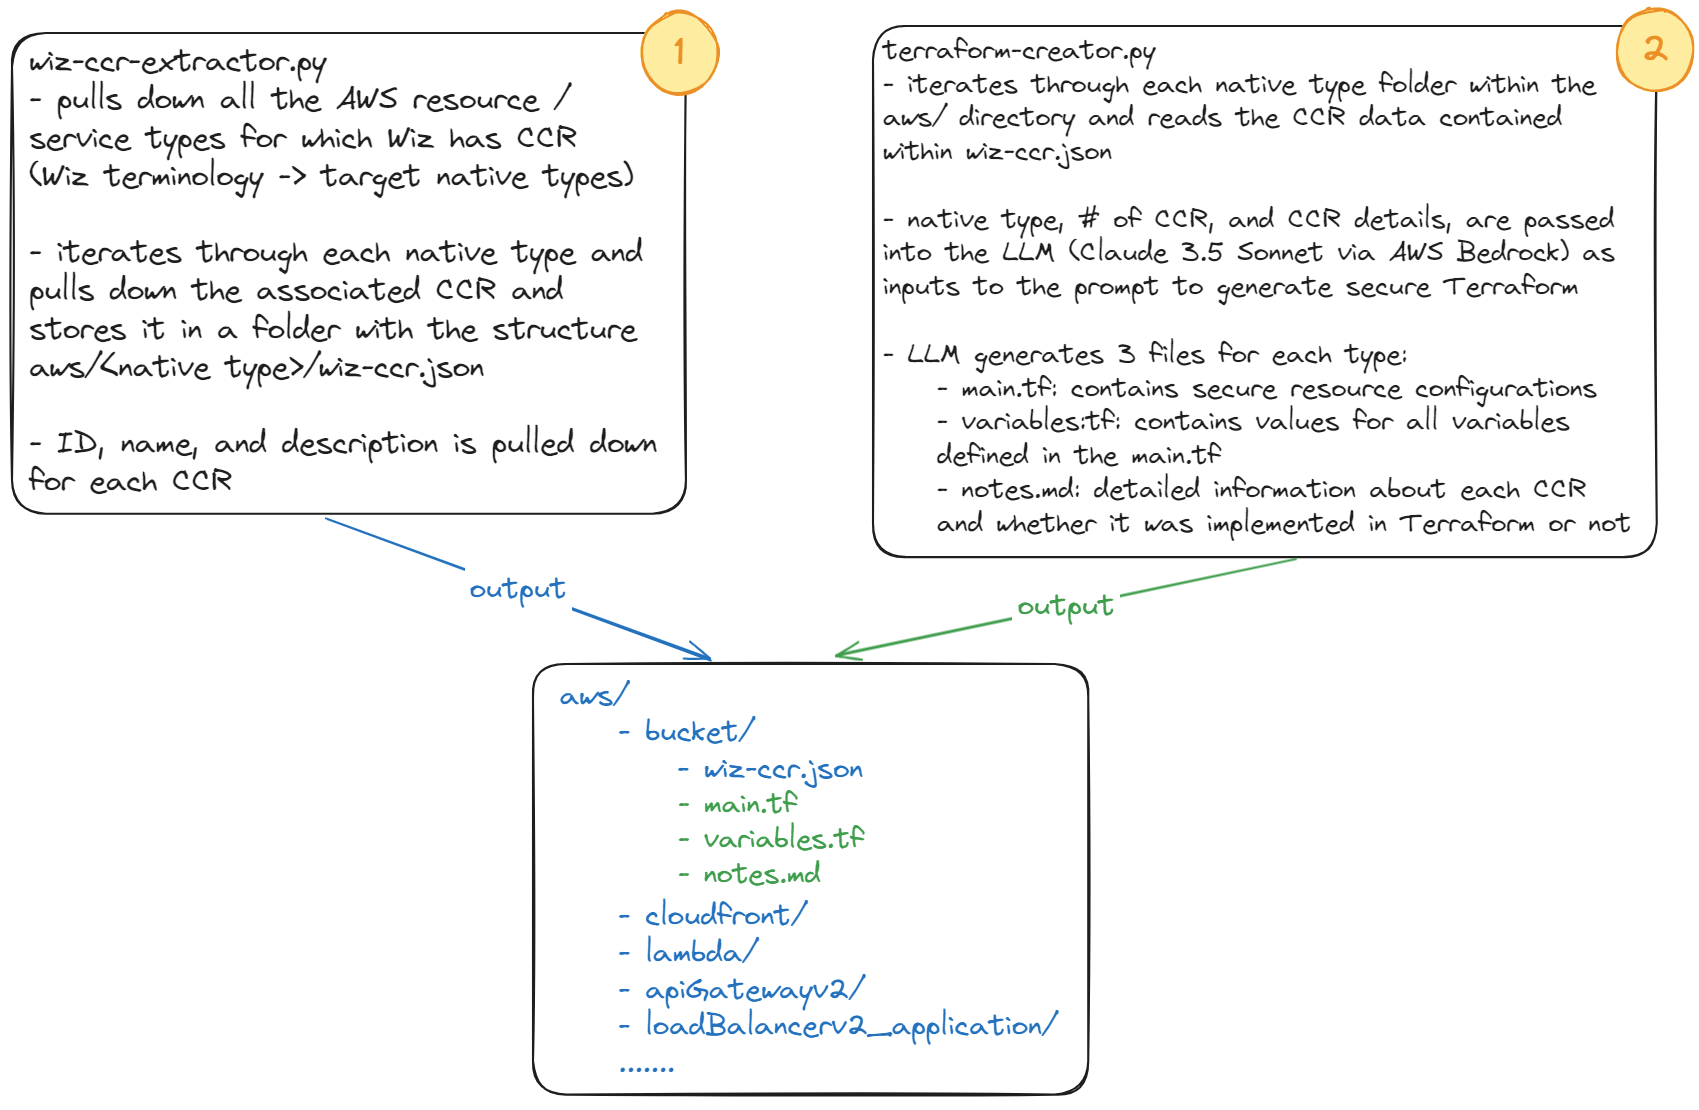 1
wiz-ccr-extractor.py
- pulls down all the AWS resource /
service types for which Wiz has CCR
(Wiz terminology -> target native types)
- iterates through each native type and
pulls down the associated CCR and
stores it in a folder with the structure
aws/<native type>/wiz-ccr.json
- ID, name, and description is pulled down
for each CCR
2
terraform-creator.py
- iterates through each native type folder within the
aws/ directory and reads the CCR data contained
within wiz-ccr.json
- native type, # of CCR, and CCR details, are passed
into the LLM (Claude 3.5 Sonnet via AWS Bedrock) as
inputs to the prompt to generate secure Terraform
- LLM generates 3 files for each type:
- main.tf: contains secure resource configurations
- variables:tf: contains values for all variables
defined in the main.tf
- notes.md: detailed information about each CCR
and whether it was implemented in Terraform or not
output
output
aws/
- bucket/
- wiz-ccr.json
- main.tf
- variables.tf
- notes.md
- cloudfront/
- lambda/
- apiGatewayv2/
- loadBalancerv2_application/
.......